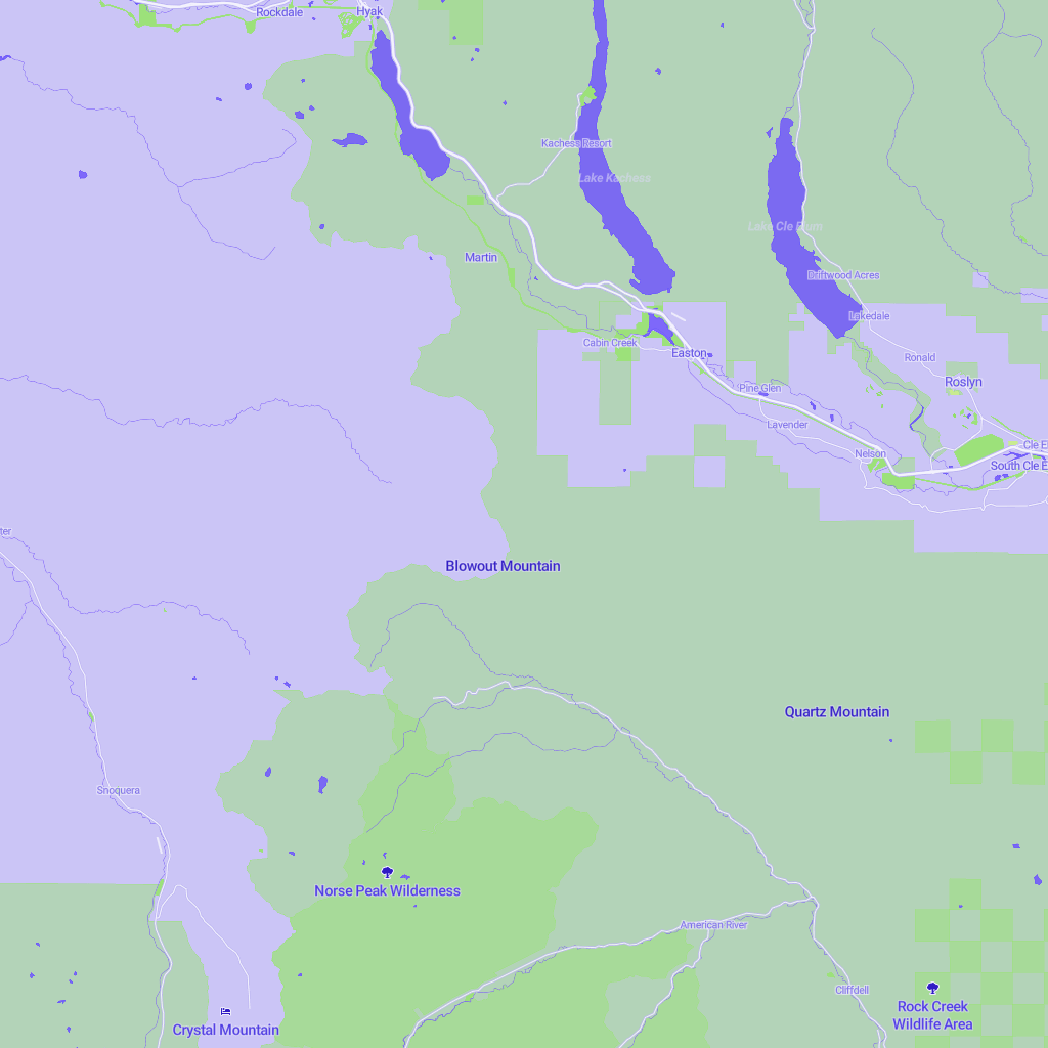 Rockdale
Hyak
Kachess Resort
Lake Kachess
Lake Cle Elum
Martin
Driftwood Acres
Lakedale
Cabin Creek
Easton
Ronald
Roslyn
Pine Glen
Lavender
Cle E
Nelson
South Cle E
ter
Blowout Mountain
Quartz Mountain
Snoquera
Norse Peak Wilderness
American River
Cliffdell
Rock Creek
Wildlife Area
Crystal Mountain